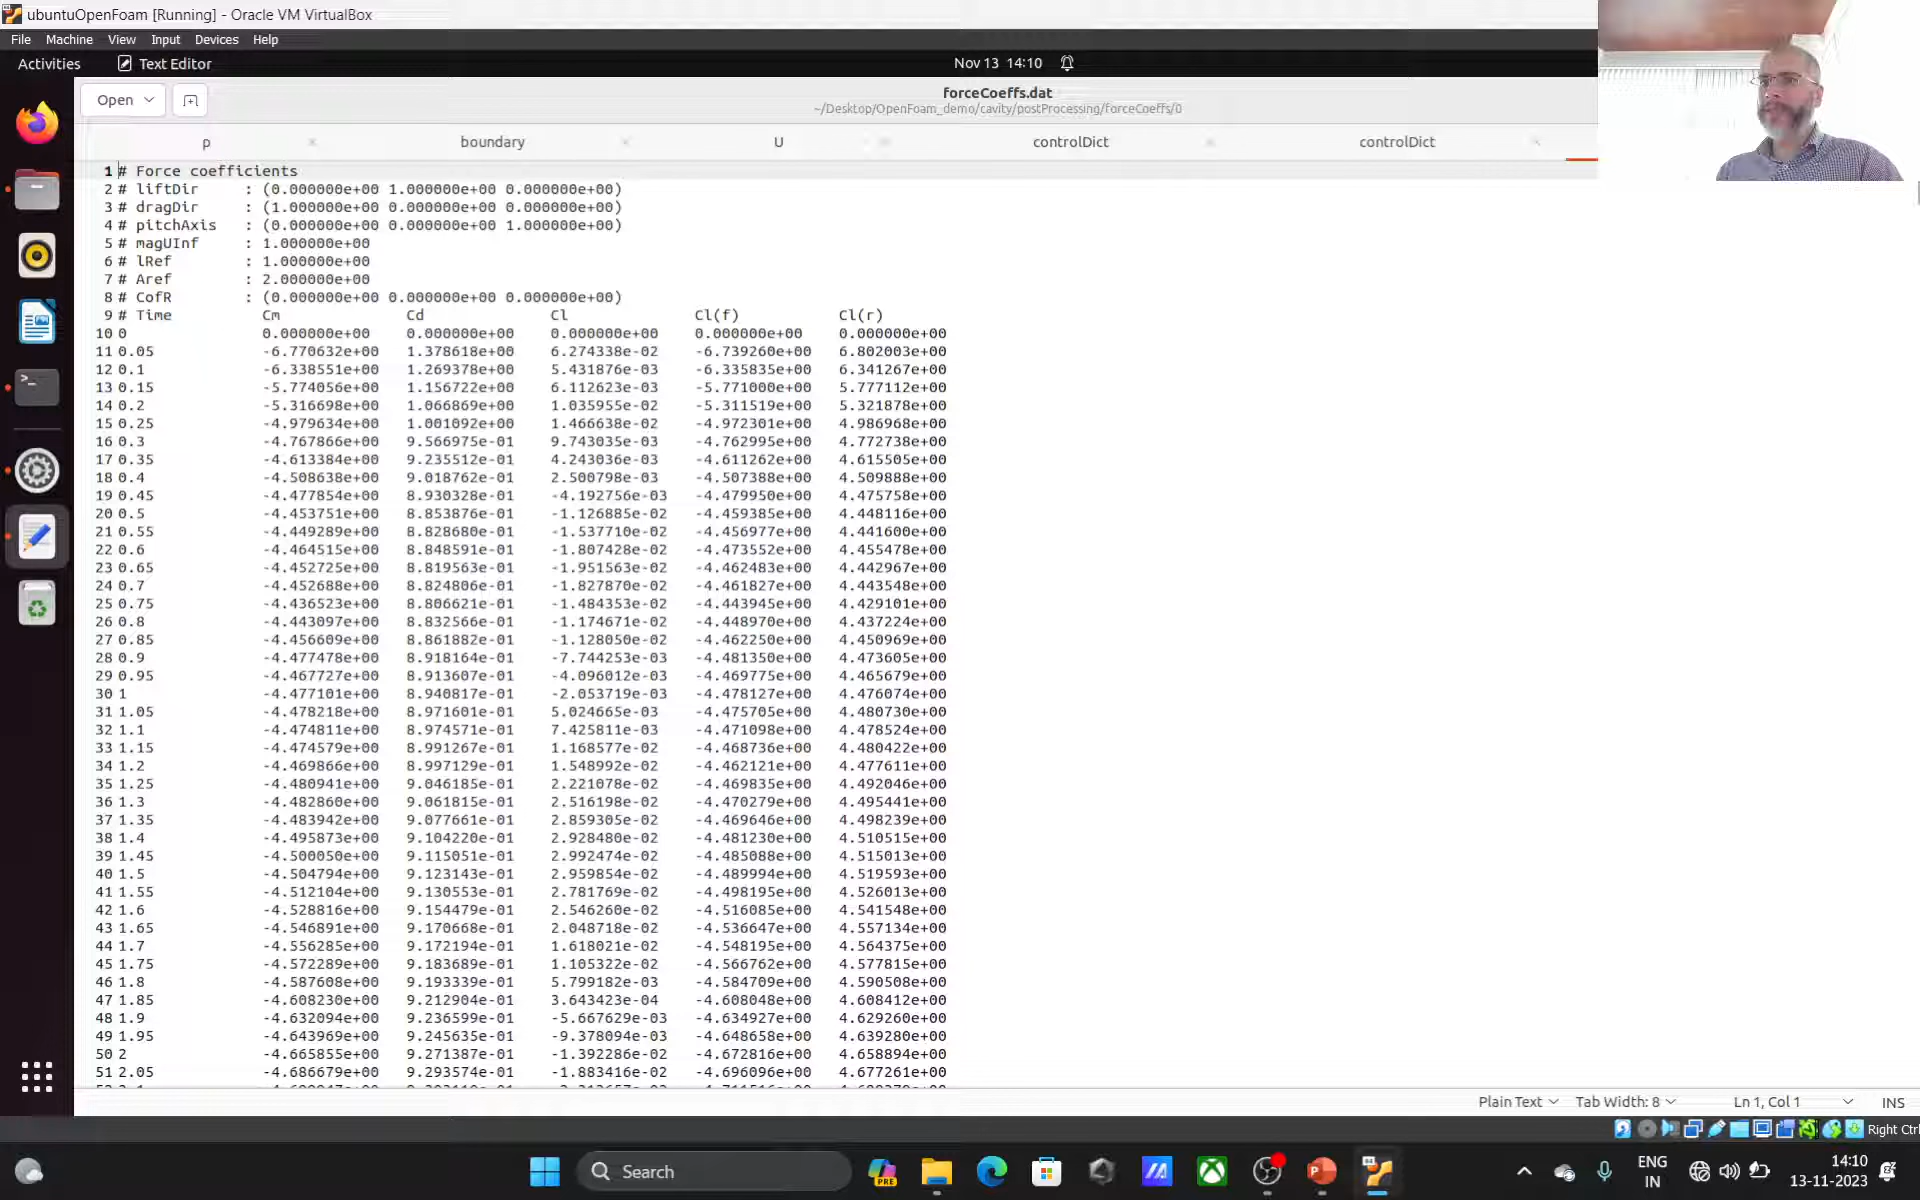 ubuntuOpenFoam [Running] - Oracle VM VirtualBox
File Machine View Input Devices Help
Activities Text Editor Nov 13 14:10
Open forceCoeffs.dat
~/Desktop/OpenFoam_demo/cavity/postProcessing/forceCoeffs/0
p boundary U controlDict controlDict
1 # Force coefficients
2 # liftDir : (0.000000e+00 1.000000e+00 0.000000e+00)
3 # dragDir : (1.000000e+00 0.000000e+00 0.000000e+00)
4 # pitchAxis : (0.000000e+00 0.000000e+00 1.000000e+00)
5 # magUInf : 1.000000e+00
6 # lRef : 1.000000e+00
7 # Aref : 2.000000e+00
8 # CofR : (0.000000e+00 0.000000e+00 0.000000e+00)
9 # Time Cm Cd Cl Cl(f) Cl(r)
10 0 0.000000e+00 0.000000e+00 0.000000e+00 0.000000e+00 0.000000e+00
11 0.05 -6.770632e+00 1.378618e+00 6.274338e-02 -6.739260e+00 6.802003e+00
12 0.1 -6.338551e+00 1.269378e+00 5.431876e-03 -6.335835e+00 6.341267e+00
13 0.15 -5.774056e+00 1.156722e+00 6.112623e-03 -5.771000e+00 5.777112e+00
14 0.2 -5.316698e+00 1.066869e+00 1.035955e-02 -5.311519e+00 5.321878e+00
15 0.25 -4.979634e+00 1.001092e+00 1.466638e-02 -4.972301e+00 4.986968e+00
16 0.3 -4.767866e+00 9.566975e-01 9.743035e-03 -4.762995e+00 4.772738e+00
17 0.35 -4.613384e+00 9.235512e-01 4.243036e-03 -4.611262e+00 4.615505e+00
18 0.4 -4.508638e+00 9.018762e-01 2.500798e-03 -4.507388e+00 4.509888e+00
19 0.45 -4.477854e+00 8.930328e-01 -4.192756e-03 -4.479950e+00 4.475758e+00
20 0.5 -4.453751e+00 8.853876e-01 -1.126885e-02 -4.459385e+00 4.448116e+00
21 0.55 -4.449289e+00 8.828680e-01 -1.537710e-02 -4.456977e+00 4.441600e+00
22 0.6 -4.464515e+00 8.848591e-01 -1.807428e-02 -4.473552e+00 4.455478e+00
23 0.65 -4.452725e+00 8.819563e-01 -1.951563e-02 -4.462483e+00 4.442967e+00
24 0.7 -4.452688e+00 8.824806e-01 -1.827870e-02 -4.461827e+00 4.443548e+00
25 0.75 -4.436523e+00 8.806621e-01 -1.484353e-02 -4.443945e+00 4.429101e+00
26 0.8 -4.443097e+00 8.832566e-01 -1.174671e-02 -4.448970e+00 4.437224e+00
27 0.85 -4.456609e+00 8.861882e-01 -1.128050e-02 -4.462250e+00 4.450969e+00
28 0.9 -4.477478e+00 8.918164e-01 -7.744253e-03 -4.481350e+00 4.473605e+00
29 0.95 -4.467727e+00 8.913607e-01 -4.096012e-03 -4.469775e+00 4.465679e+00
30 1 -4.477101e+00 8.940817e-01 -2.053719e-03 -4.478127e+00 4.476074e+00
31 1.05 -4.478218e+00 8.971601e-01 5.024665e-03 -4.475705e+00 4.480730e+00
32 1.1 -4.474811e+00 8.974571e-01 7.425811e-03 -4.471098e+00 4.478524e+00
33 1.15 -4.474579e+00 8.991267e-01 1.168577e-02 -4.468736e+00 4.480422e+00
34 1.2 -4.469866e+00 8.997129e-01 1.548992e-02 -4.462121e+00 4.477611e+00
35 1.25 -4.480941e+00 9.046185e-01 2.221078e-02 -4.469835e+00 4.492046e+00
36 1.3 -4.482860e+00 9.061815e-01 2.516198e-02 -4.470279e+00 4.495441e+00
37 1.35 -4.483942e+00 9.077661e-01 2.859305e-02 -4.469646e+00 4.498239e+00
38 1.4 -4.495873e+00 9.104220e-01 2.928480e-02 -4.481230e+00 4.510515e+00
39 1.45 -4.500050e+00 9.115051e-01 2.992474e-02 -4.485088e+00 4.515013e+00
40 1.5 -4.504794e+00 9.123143e-01 2.959854e-02 -4.489994e+00 4.519593e+00
41 1.55 -4.512104e+00 9.130553e-01 2.781769e-02 -4.498195e+00 4.526013e+00
42 1.6 -4.528816e+00 9.154479e-01 2.546260e-02 -4.516085e+00 4.541548e+00
43 1.65 -4.546891e+00 9.170668e-01 2.048718e-02 -4.536647e+00 4.557134e+00
44 1.7 -4.556285e+00 9.172194e-01 1.618021e-02 -4.548195e+00 4.564375e+00
45 1.75 -4.572289e+00 9.183689e-01 1.105322e-02 -4.566762e+00 4.577815e+00
46 1.8 -4.587608e+00 9.193339e-01 5.799182e-03 -4.584709e+00 4.590508e+00
47 1.85 -4.608230e+00 9.212904e-01 3.643423e-04 -4.608048e+00 4.608412e+00
48 1.9 -4.632094e+00 9.236599e-01 -5.667629e-03 -4.634927e+00 4.629260e+00
49 1.95 -4.643969e+00 9.245635e-01 -9.378094e-03 -4.648658e+00 4.639280e+00
50 2 -4.665855e+00 9.271387e-01 -1.392286e-02 -4.672816e+00 4.658894e+00
51 2.05 -4.686679e+00 9.293574e-01 -1.883416e-02 -4.696096e+00 4.677261e+00
Plain Text Tab Width: 8 Ln 1, Col 1 INS
Right Ctrl
Search PRE ENG IN 14:10
13-11-2023